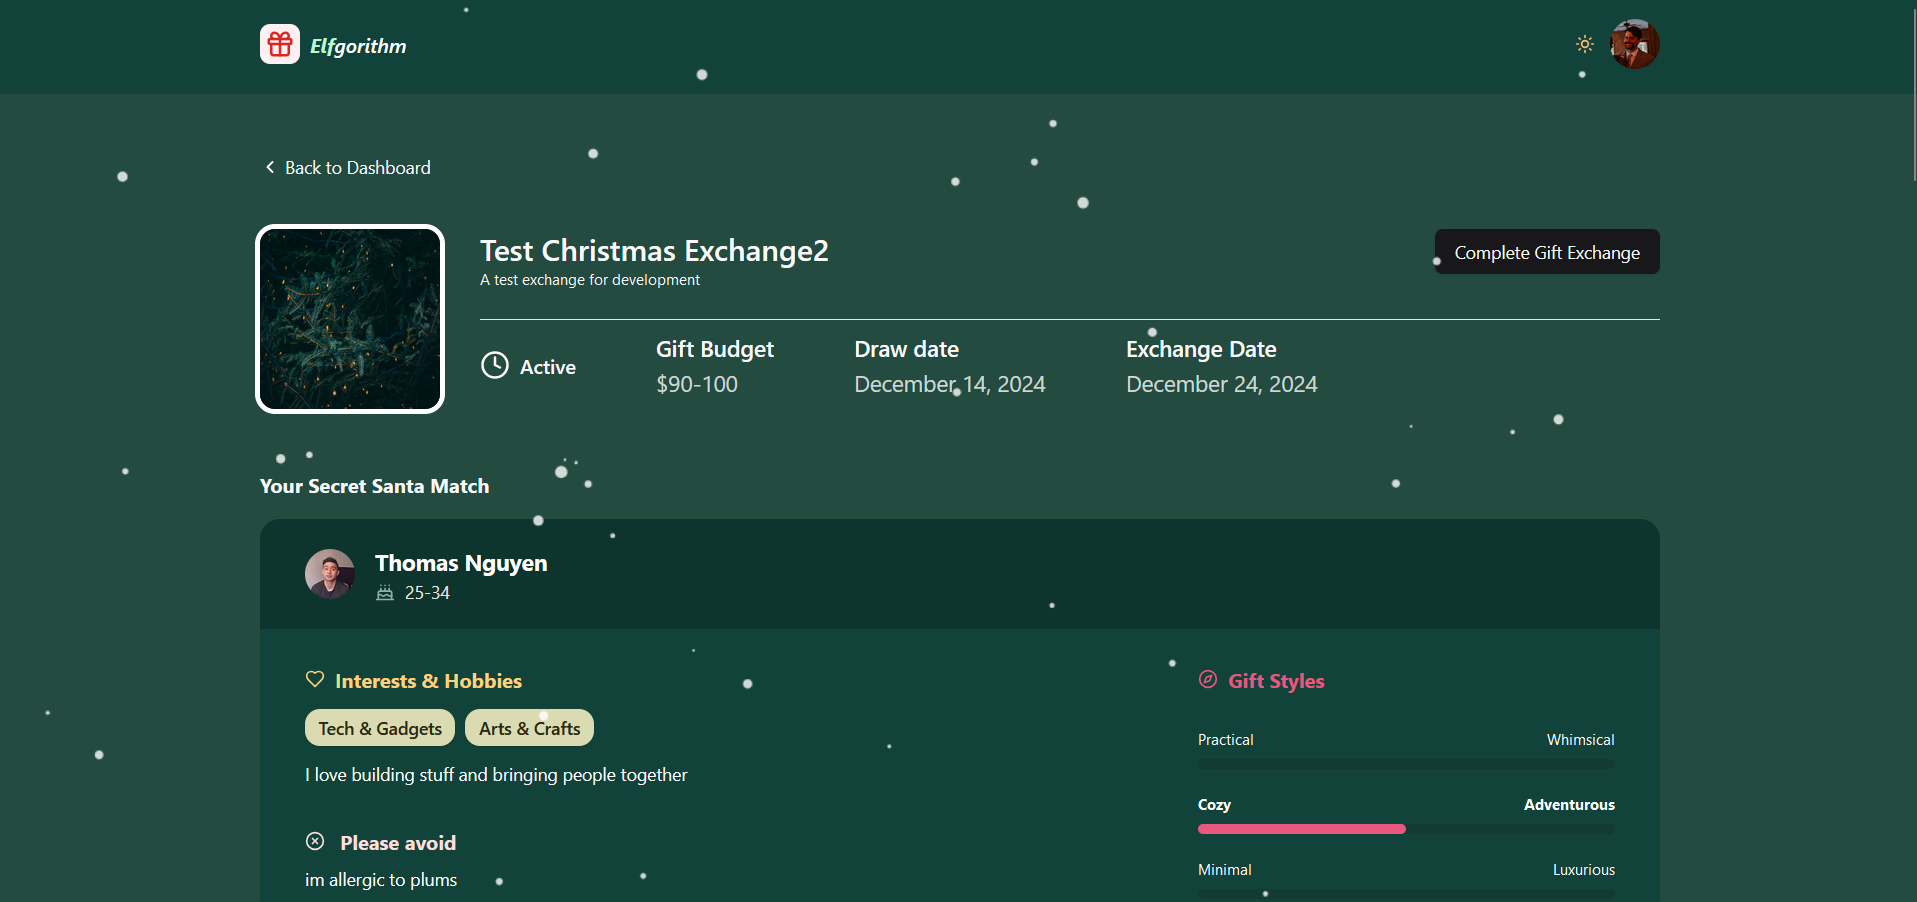 Elfgorithm
Back to Dashboard
Test Christmas Exchange2
A test exchange for development
Complete Gift Exchange
Active
Gift Budget
$90-100
Draw date
December 14, 2024
Exchange Date
December 24, 2024
Your Secret Santa Match
Thomas Nguyen
25-34
Interests & Hobbies
Tech & Gadgets Arts & Crafts
I love building stuff and bringing people together
Please avoid
im allergic to plums
Gift Styles
Practical Whimsical
Cozy Adventurous
Minimal Luxurious